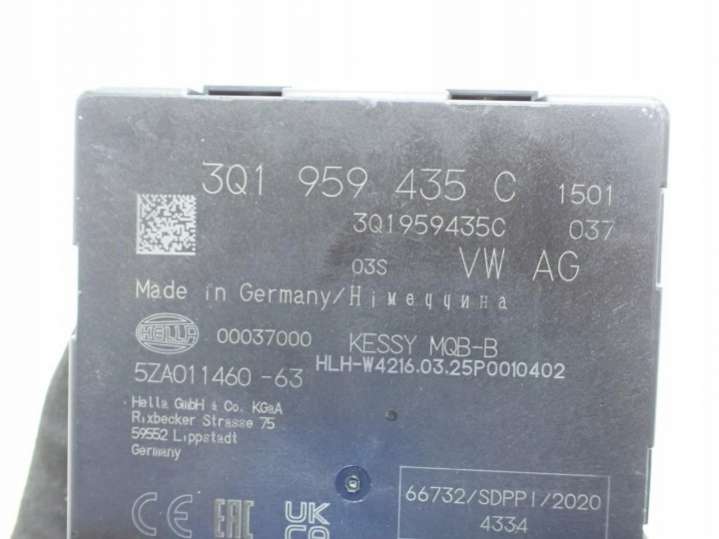 3Q1 959 435 C 1501
3Q1959435C 037
03S VW AG
Made in Germany/Німеччина
HELLA 00037000 KESSY MQB-B
5ZA011460-63 HLH-W4216.03.25P0010402
Hella GmbH & Co. KGaA
Rixbecker Strasse 75
59552 Lippstadt
Germany
CE EAC UK
CA
66732/SDPPI/2020
4334